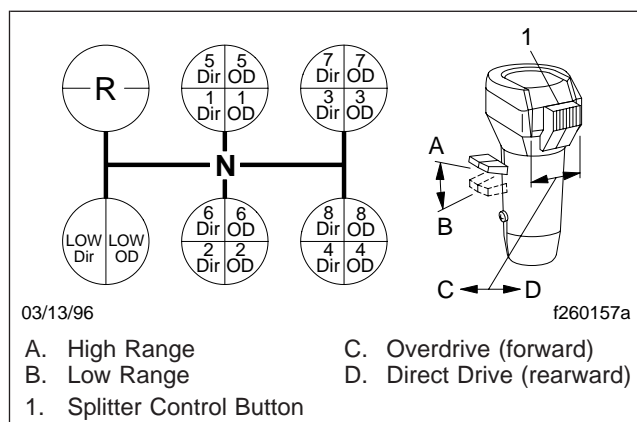 5 5 7 7 1
Dir OD Dir OD
R 1 1 3 3
Dir OD Dir OD
A
N
B
6 6 8 8
LOW LOW Dir OD Dir OD
Dir OD 2 2 4 4
Dir OD Dir OD
C D
03/13/96 f260157a
A. High Range C. Overdrive (forward)
B. Low Range D. Direct Drive (rearward)
1. Splitter Control Button